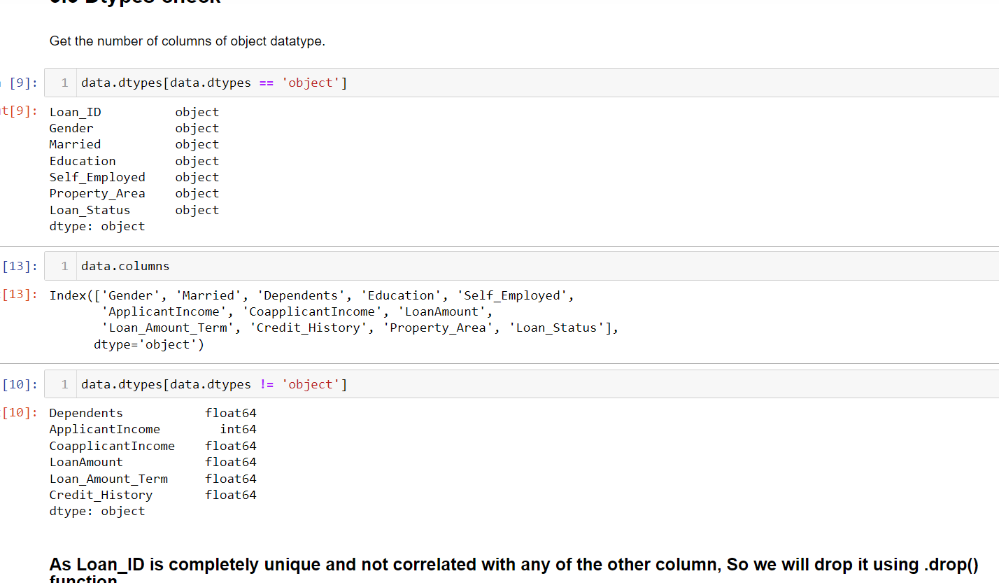 Dtypes check
Get the number of columns of object datatype.
[9]: 1 data.dtypes[data.dtypes == 'object']
t[9]: Loan_ID object
Gender object
Married object
Education object
Self_Employed object
Property_Area object
Loan_Status object
dtype: object
[13]: 1 data.columns
[13]: Index(['Gender', 'Married', 'Dependents', 'Education', 'Self_Employed',
'ApplicantIncome', 'CoapplicantIncome', 'LoanAmount',
'Loan_Amount_Term', 'Credit_History', 'Property_Area', 'Loan_Status'],
dtype='object')
[10]: 1 data.dtypes[data.dtypes != 'object']
[10]: Dependents float64
ApplicantIncome int64
CoapplicantIncome float64
LoanAmount float64
Loan_Amount_Term float64
Credit_History float64
dtype: object
As Loan_ID is completely unique and not correlated with any of the other column, So we will drop it using .drop()
function